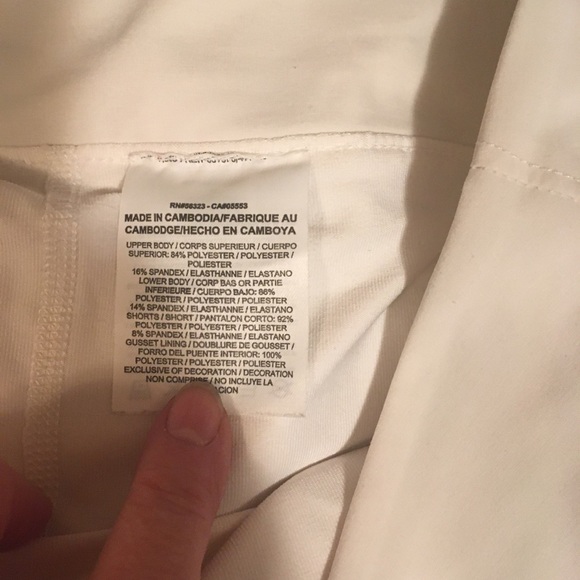 RN#56323 - CA#05553
MADE IN CAMBODIA/FABRIQUE AU
CAMBODGE/HECHO EN CAMBOYA
UPPER BODY / CORPS SUPERIEUR / CUERPO
SUPERIOR: 84% POLYESTER / POLYESTER /
POLIESTER
16% SPANDEX / ELASTHANNE / ELASTANO
LOWER BODY / CORP BAS OR PARTIE
INFERIEURE / CUERPO BAJO: 86%
POLYESTER / POLYESTER / POLIESTER
14% SPANDEX / ELASTHANNE / ELASTANO
SHORTS / SHORT / PANTALON CORTO: 92%
POLYESTER / POLYESTER / POLIESTER
8% SPANDEX / ELASTHANNE / ELASTANO
GUSSET LINING / DOUBLURE DE GOUSSET /
FORRO DEL PUENTE INTERIOR: 100%
POLYESTER / POLYESTER / POLIESTER
EXCLUSIVE OF DECORATION / DECORATION
NON COMPRISE / NO INCLUYE LA